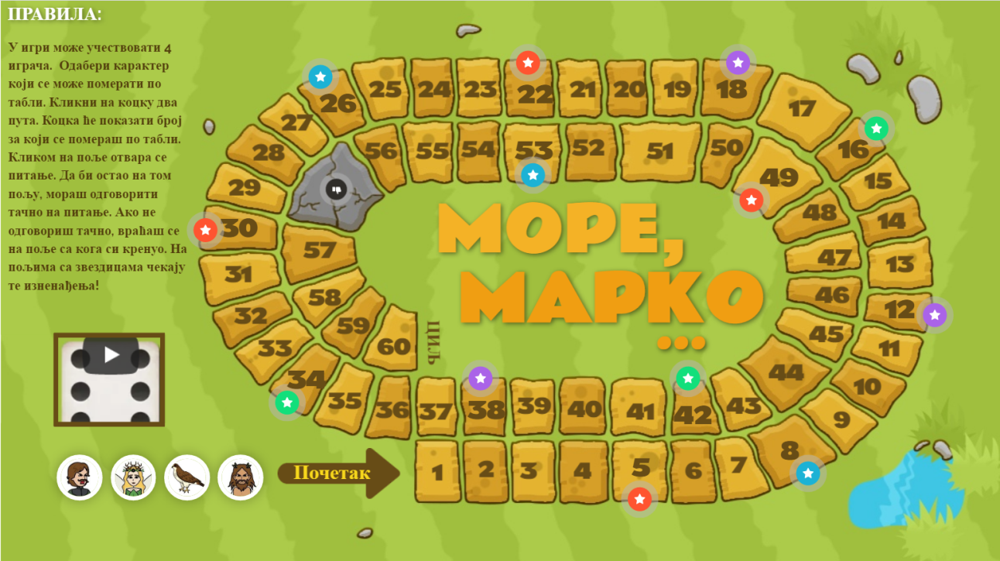 ПРАВИЛА:
У игри може учествовати 4
играча.  Одабери карактер
који се може померати по
табли. Кликни на коцку два
пута. Коцка ће показати број
за који се помераш по табли.
Кликом на поље отвара се
питање. Да би остао на том
пољу, мораш одговорити
тачно на питање. Ако не
одговориш тачно, враћаш се
на поље са кога си кренуо. На
пољима са звездицама чекају
те изненађења!
25 24 23 22 21 20 19 18
26 17
27 16
28 56 55 54 53 52 51 50 15
29 49 14
30 48 13
57 47
31 46 12
58 45 11
32 59 44 10
33 60 9
34 8
35 36 37 38 39 40 41 42 43
МОРЕ,
МАРКО
...
ЦИЉ
Почетак
1 2 3 4 5 6 7